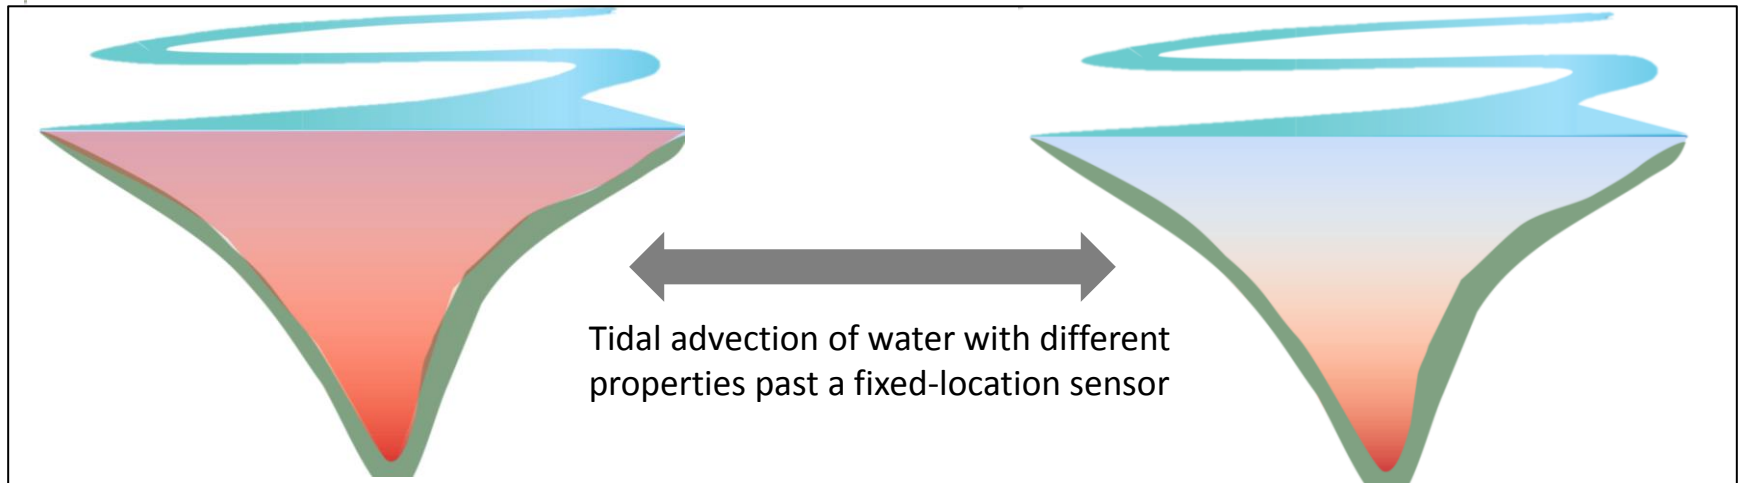 Tidal advection of water with different
properties past a fixed-location sensor